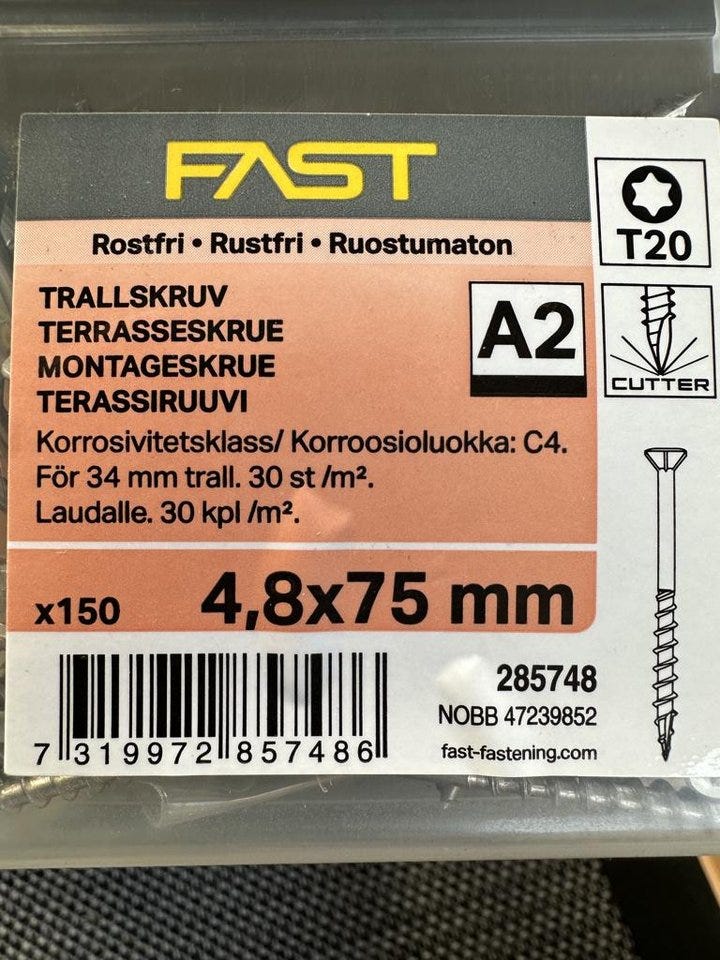 FAST
Rostfri • Rustfri • Ruostumaton
T20
TRALLSKRUV
TERRASSESKRUE
MONTAGESKRUE
TERASSIRUUVI
A2
CUTTER
Korrosivitetsklass/ Korroosioluokka: C4.
För 34 mm trall. 30 st /m².
Laudalle. 30 kpl /m².
x150 4,8x75 mm
285748
NOBB 47239852
7 319972 857486
fast-fastening.com